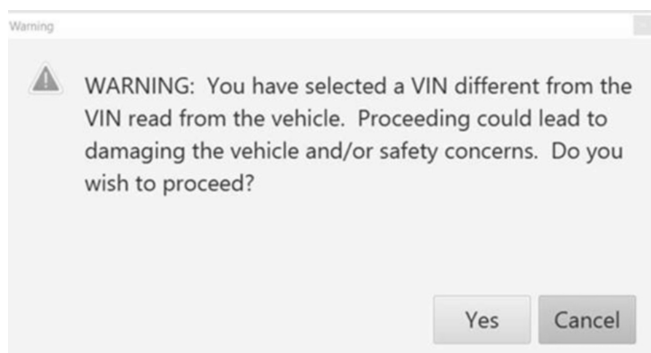 Warning
WARNING: You have selected a VIN different from the
VIN read from the vehicle. Proceeding could lead to
damaging the vehicle and/or safety concerns. Do you
wish to proceed?
Yes
Cancel